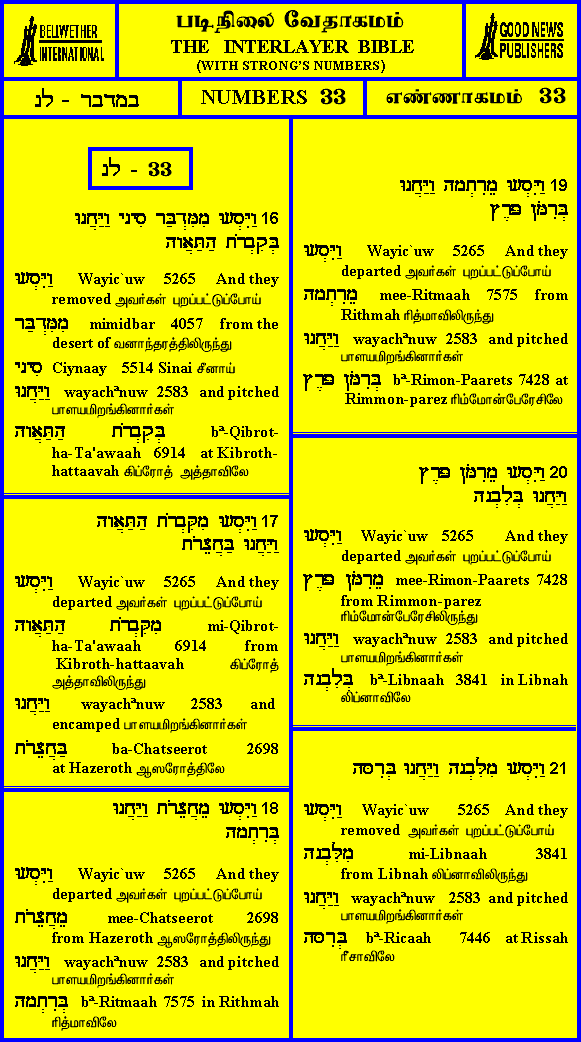 BELLWETHER
INTERNATIONAL
படிநிலை வேதாகமம்
THE INTERLAYER BIBLE
(WITH STRONG'S NUMBERS)
GOOD NEWS
PUBLISHERS
במדבר - לג
NUMBERS 33
எண்ணாகமம் 33
לג - 33
16 וַיִּסְעוּ מִמִּדְבַּר סִינָי וַיַּחֲנוּ
בְּקִבְרֹת הַתַּאֲוָה
וַיִּסְעוּ Wayic`uw 5265 And they
removed அவர்கள் புறப்பட்டுப்போய்
מִמִּדְבַּר mimidbar 4057 from the
desert of வனாந்தரத்திலிருந்து
סִינָי Ciynaay 5514 Sinai சீனாய்
וַיַּחֲנוּ wayachªnuw 2583 and pitched
பாளயமிறங்கினார்கள்
בְּקִבְרֹת הַתַּאֲוָה bª-Qibrot-
ha-Ta'awaah 6914 at Kibroth-
hattaavah கிப்ரோத் அத்தாவிலே
17 וַיִּסְעוּ מִקִּבְרֹת הַתַּאֲוָה
וַיַּחֲנוּ בַּחֲצֵרֹת
וַיִּסְעוּ Wayic`uw 5265 And they
departed அவர்கள் புறப்பட்டுப்போய்
מִקִּבְרֹת הַתַּאֲוָה mi-Qibrot-
ha-Ta'awaah 6914 from
Kibroth-hattaavah கிப்ரோத்
அத்தாவிலிருந்து
וַיַּחֲנוּ wayachªnuw 2583 and
encamped பாளயமிறங்கினார்கள்
בַּחֲצֵרֹת ba-Chatseerot 2698
at Hazeroth ஆஸரோத்திலே
18 וַיִּסְעוּ מֵחֲצֵרֹת וַיַּחֲנוּ
בְּרִתְמָה
וַיִּסְעוּ Wayic`uw 5265 And they
departed அவர்கள் புறப்பட்டுப்போய்
מֵחֲצֵרֹת mee-Chatseerot 2698
from Hazeroth ஆஸரோத்திலிருந்து
וַיַּחֲנוּ wayachªnuw 2583 and pitched
பாளயமிறங்கினார்கள்
בְּרִתְמָה bª-Ritmaah 7575 in Rithmah
ரித்மாவிலே
19 וַיִּסְעוּ מֵרִתְמָה וַיַּחֲנוּ
בְּרִמֹּן פָּרֶץ
וַיִּסְעוּ Wayic`uw 5265 And they
departed அவர்கள் புறப்பட்டுப்போய்
מֵרִתְמָה mee-Ritmaah 7575 from
Rithmah ரித்மாவிலிருந்து
וַיַּחֲנוּ wayachªnuw 2583 and pitched
பாளயமிறங்கினார்கள்
בְּרִמֹּן פָּרֶץ bª-Rimon-Paarets 7428 at
Rimmon-parez ரிம்மோன்பேரேசிலே
20 וַיִּסְעוּ מֵרִמֹּן פָּרֶץ
וַיַּחֲנוּ בְּלִבְנָה
וַיִּסְעוּ Wayic`uw 5265 And they
departed அவர்கள் புறப்பட்டுப்போய்
מֵרִמֹּן פָּרֶץ mee-Rimon-Paarets 7428
from Rimmon-parez
ரிம்மோன்பேரேசிலிருந்து
וַיַּחֲנוּ wayachªnuw 2583 and pitched
பாளயமிறங்கினார்கள்
בְּלִבְנָה bª-Libnaah 3841 in Libnah
லிப்னாவிலே
21 וַיִּסְעוּ מִלִּבְנָה וַיַּחֲנוּ בְּרִסָּה
וַיִּסְעוּ Wayic`uw 5265 And they
removed அவர்கள் புறப்பட்டுப்போய்
מִלִּבְנָה mi-Libnaah 3841
from Libnah லிப்னாவிலிருந்து
וַיַּחֲנוּ wayachªnuw 2583 and pitched
பாளயமிறங்கினார்கள்
בְּרִסָּה bª-Ricaah 7446 at Rissah
ரீசாவிலே